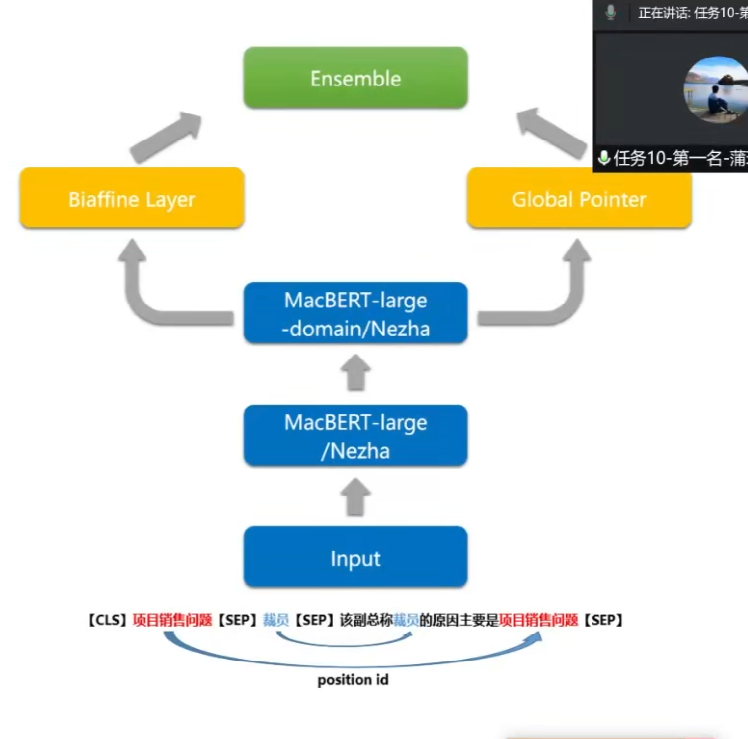 正在讲话: 任务10-第
Ensemble
任务10-第一名-蒲
Biaffine Layer
Global Pointer
MacBERT-large
-domain/Nezha
MacBERT-large
/Nezha
Input
【CLS】项目销售问题【SEP】裁员【SEP】该副总称裁员的原因主要是项目销售问题【SEP】
position id